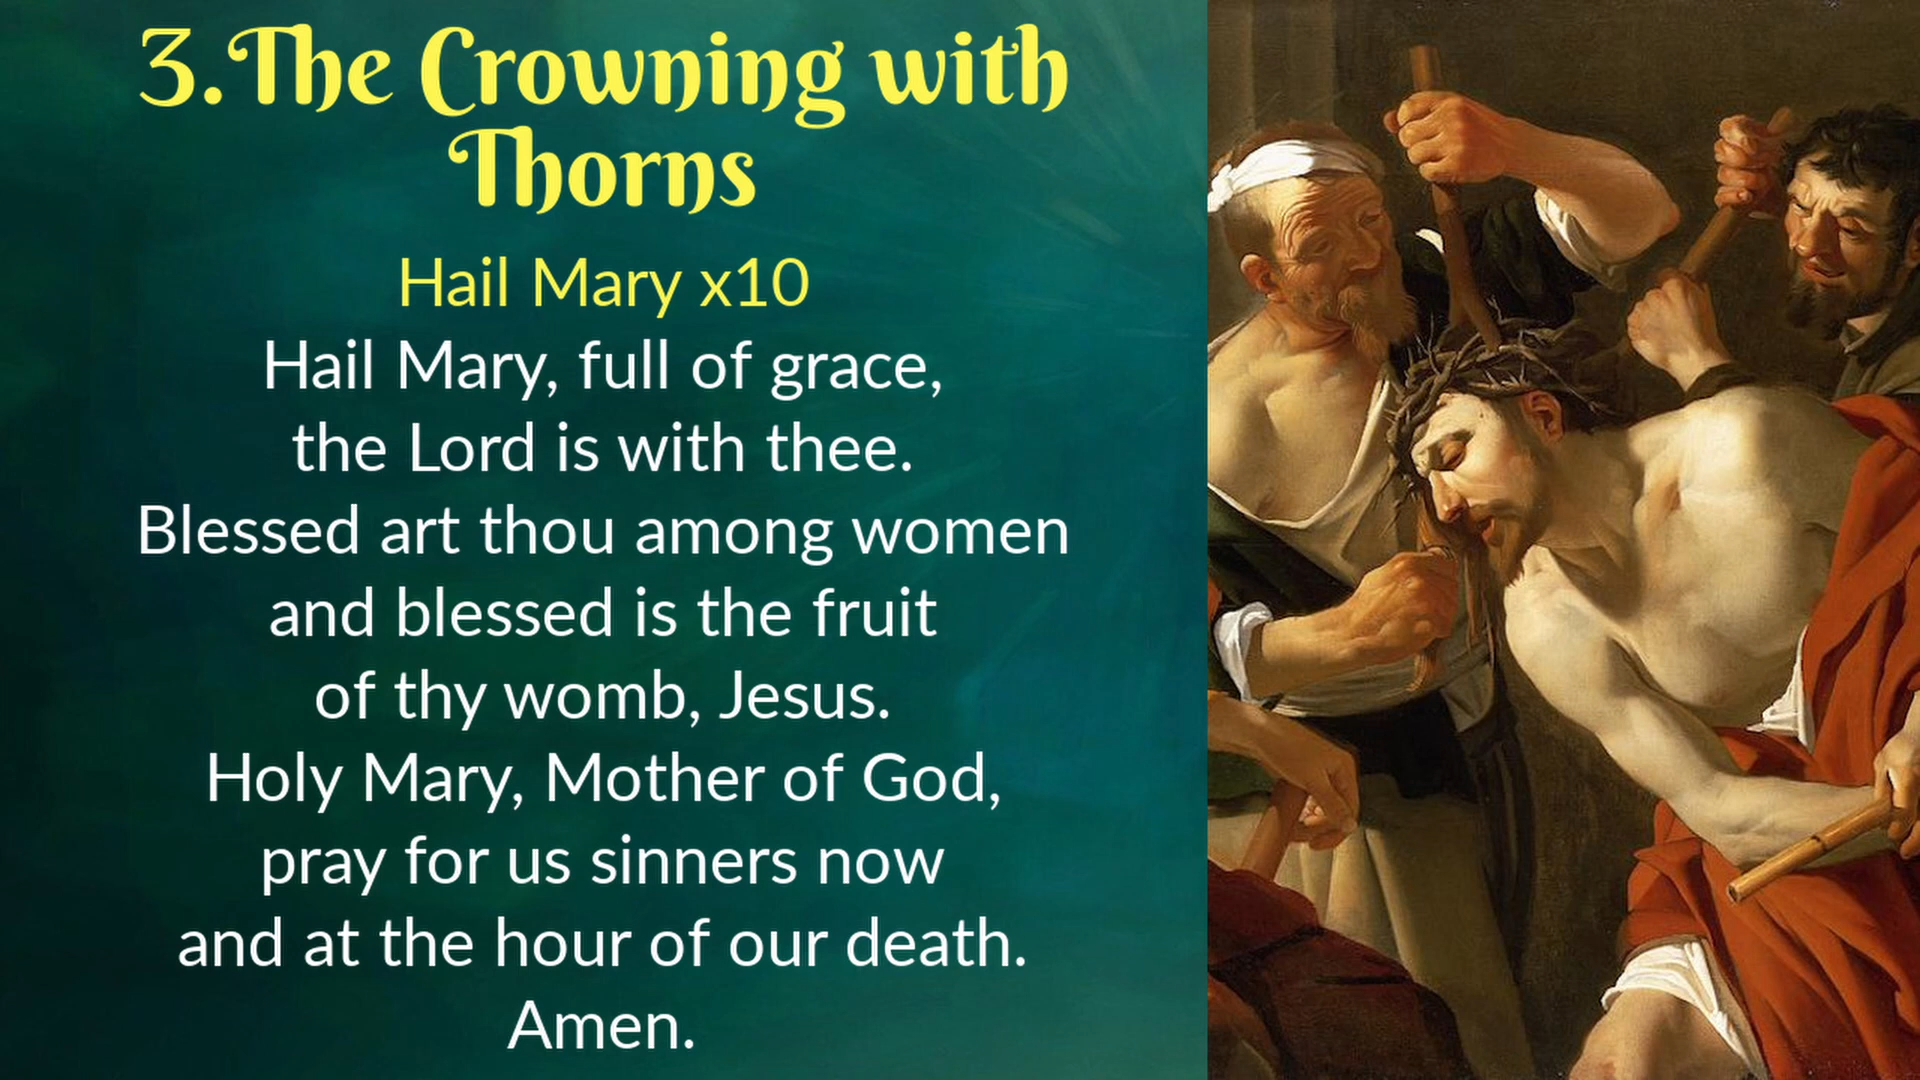 3.The Crowning with
Thorns
Hail Mary x10
Hail Mary, full of grace,
the Lord is with thee.
Blessed art thou among women
and blessed is the fruit
of thy womb, Jesus.
Holy Mary, Mother of God,
pray for us sinners now
and at the hour of our death.
Amen.